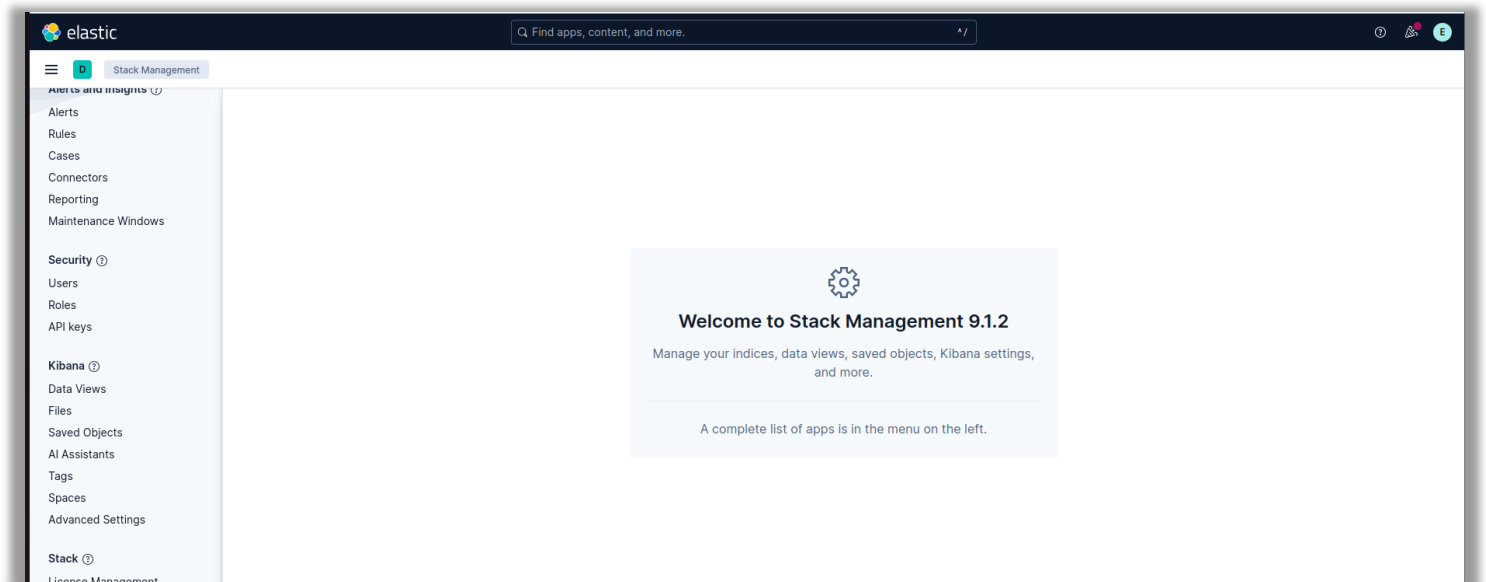 elastic
Find apps, content, and more.
^/
E
D
Stack Management
Alerts and Insights
Alerts
Rules
Cases
Connectors
Reporting
Maintenance Windows
Security
Users
Roles
API keys
Kibana
Data Views
Files
Saved Objects
AI Assistants
Tags
Spaces
Advanced Settings
Stack
License Management
Welcome to Stack Management 9.1.2
Manage your indices, data views, saved objects, Kibana settings,
and more.
A complete list of apps is in the menu on the left.